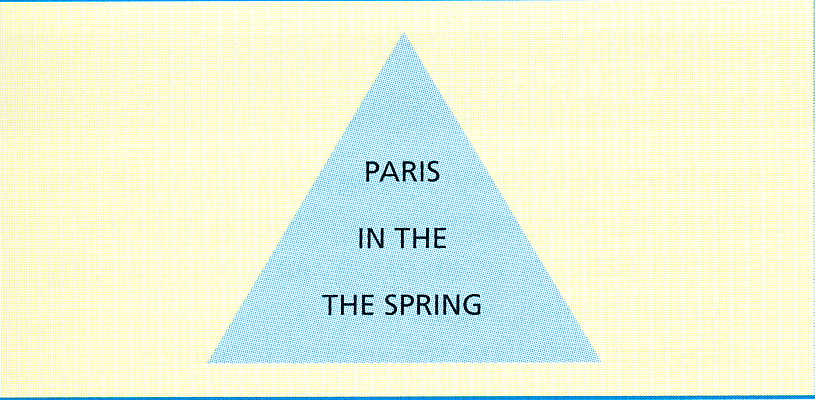 PARIS
IN THE
THE SPRING